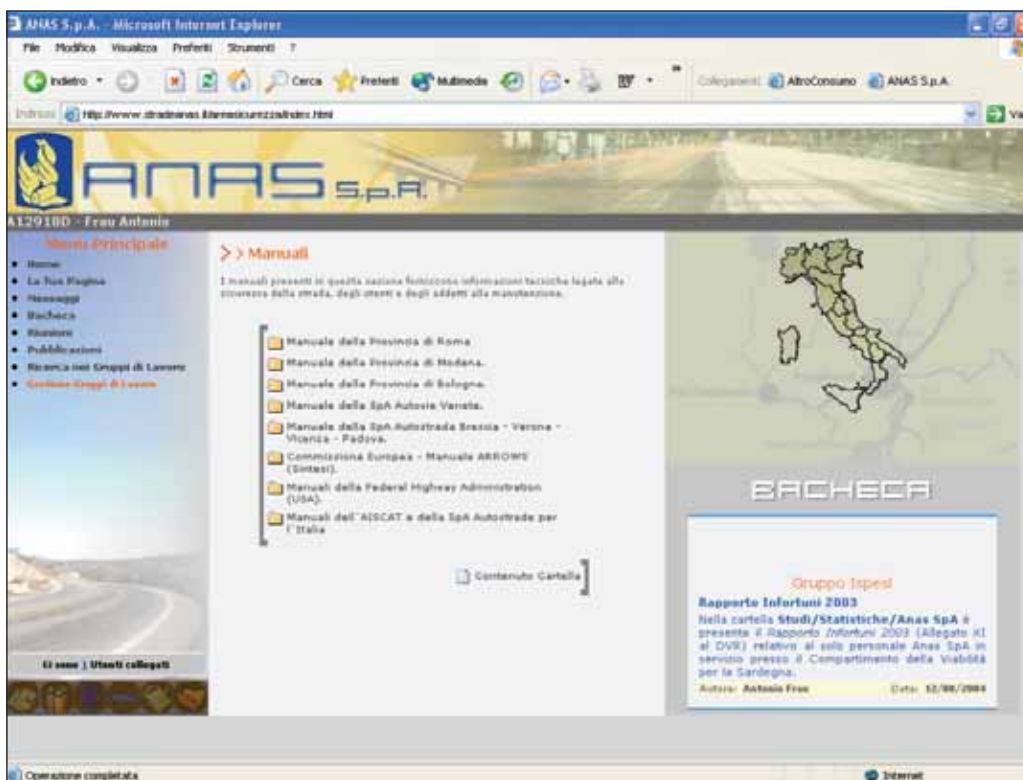 ANAS S.p.A. - Microsoft Internet Explorer
File Modifica Visualizza Preferiti Strumenti ?
Indietro Cerca Preferiti Multimedia Collegamenti AltroConsumo ANAS S.p.A.
Indirizzo Vai
ANAS S.p.A.
Frau Antonio
Menu Principale
Home
La Tua Pagina
Messaggi
Bacheca
Riunioni
Pubblicazioni
Ricerca nei Gruppi di Lavoro
Gestione Gruppi di Lavoro
Ci sono 1 Utenti collegati
>> Manuali
I manuali presenti in questa sezione forniscono informazioni tecniche legate alla
sicurezza della strada, degli utenti e degli addetti alla manutenzione.
Manuale della Provincia di Roma
Manuale della Provincia di Modena.
Manuale della Provincia di Bologna.
Manuale della SpA Autovie Venete.
Manuale della SpA Autostrada Brescia - Verona -
Vicenza - Padova.
Commissione Europea - Manuale ARROWS
(Sintesi).
Manuali della Federal Highway Administration
(USA).
Manuali dell'AISCAT e della SpA Autostrade per
l'Italia
Contenuto Cartella
BACHECA
Gruppo Ispesl
Rapporto Infortuni 2003
Nella cartella Studi/Statistiche/Anas SpA è
presente il Rapporto Infortuni 2003 (Allegato XI
al DVR) relativo al solo personale Anas SpA in
servizio presso il Compartimento della Viabilità
per la Sardegna.
Autore: Antonio Frau Data: 12/08/2004
Operazione completata Internet